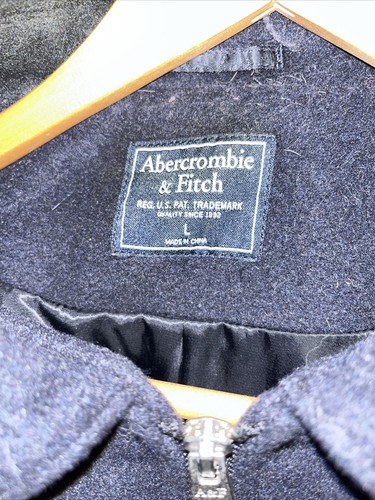 Abercrombie
& Fitch
REG. U.S. PAT. TRADEMARK
QUALITY SINCE 1892
L
MADE IN CHINA
A&F